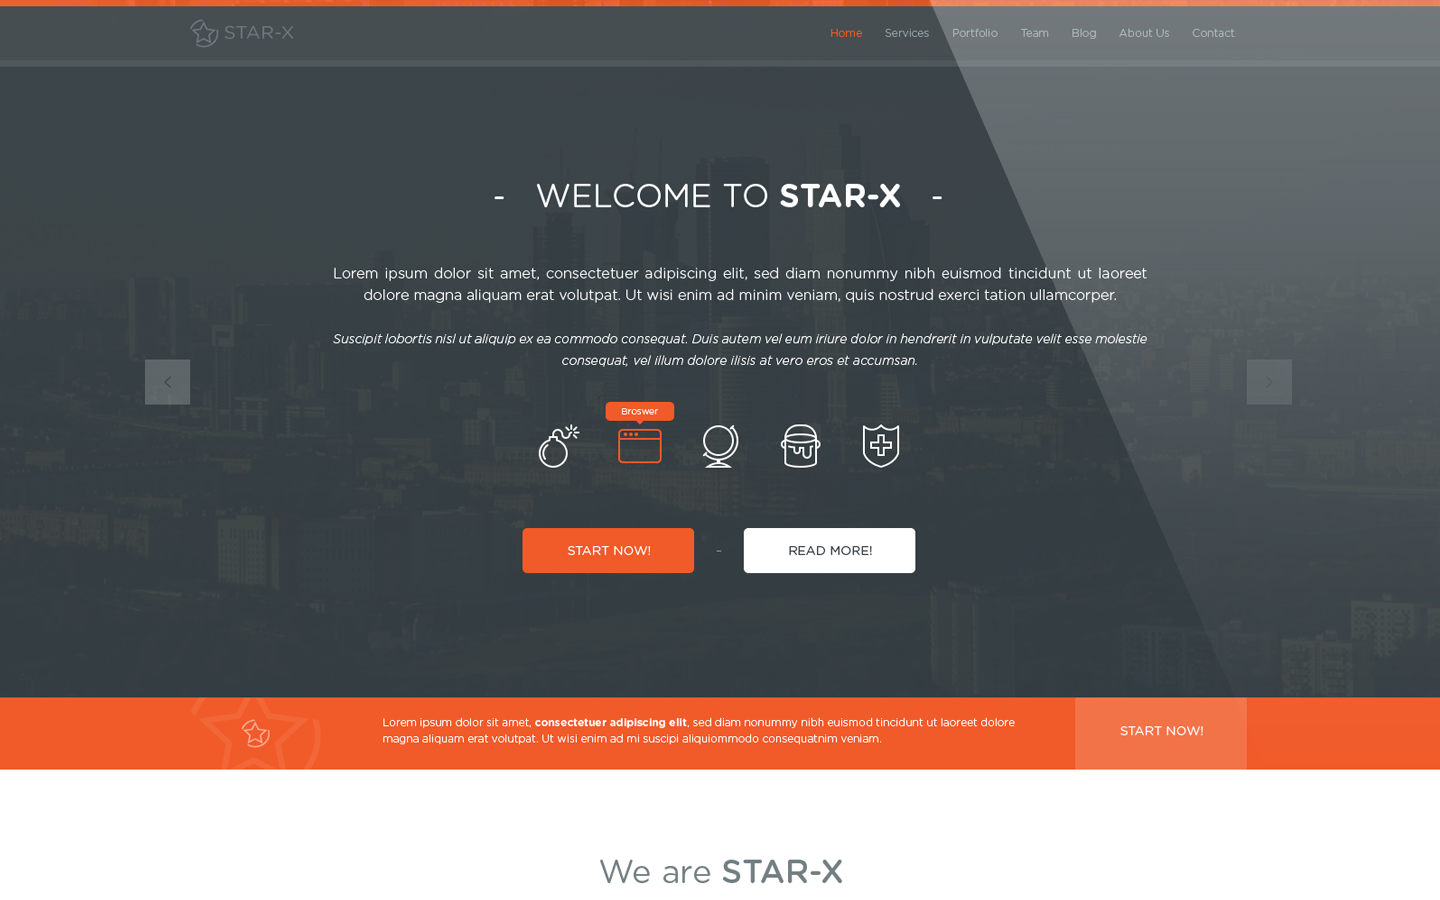 STAR-X
Home Services Portfolio Team Blog About Us Contact
- WELCOME TO STAR-X -
Lorem ipsum dolor sit amet, consectetuer adipiscing elit, sed diam nonummy nibh euismod tincidunt ut laoreet
dolore magna aliquam erat volutpat. Ut wisi enim ad minim veniam, quis nostrud exerci tation ullamcorper.
Suscipit lobortis nisl ut aliquip ex ea commodo consequat. Duis autem vel eum iriure dolor in hendrerit in vulputate velit esse molestie
consequat, vel illum dolore ilisis at vero eros et accumsan.
Broswer
START NOW! - READ MORE!
Lorem ipsum dolor sit amet, consectetuer adipiscing elit, sed diam nonummy nibh euismod tincidunt ut laoreet dolore
magna aliquam erat volutpat. Ut wisi enim ad mi suscipi aliquiommodo consequatnim veniam.
START NOW!
We are STAR-X